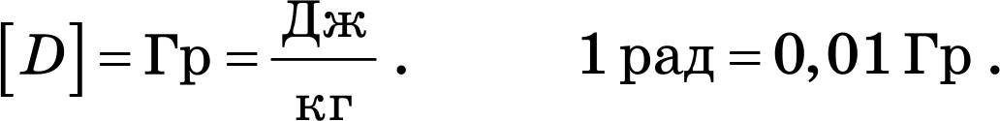 [D] = Гр = Дж/кг . 1 рад = 0,01 Гр .